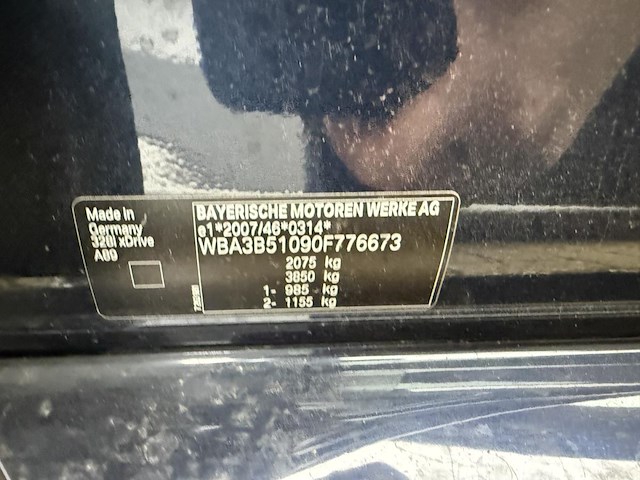 Made in
Germany
320i xDrive
A89
BAYERISCHE MOTOREN WERKE AG
e1*2007/46*0314*
WBA3B51090F776673
2075 kg
3850 kg
1- 985 kg
2- 1155 kg